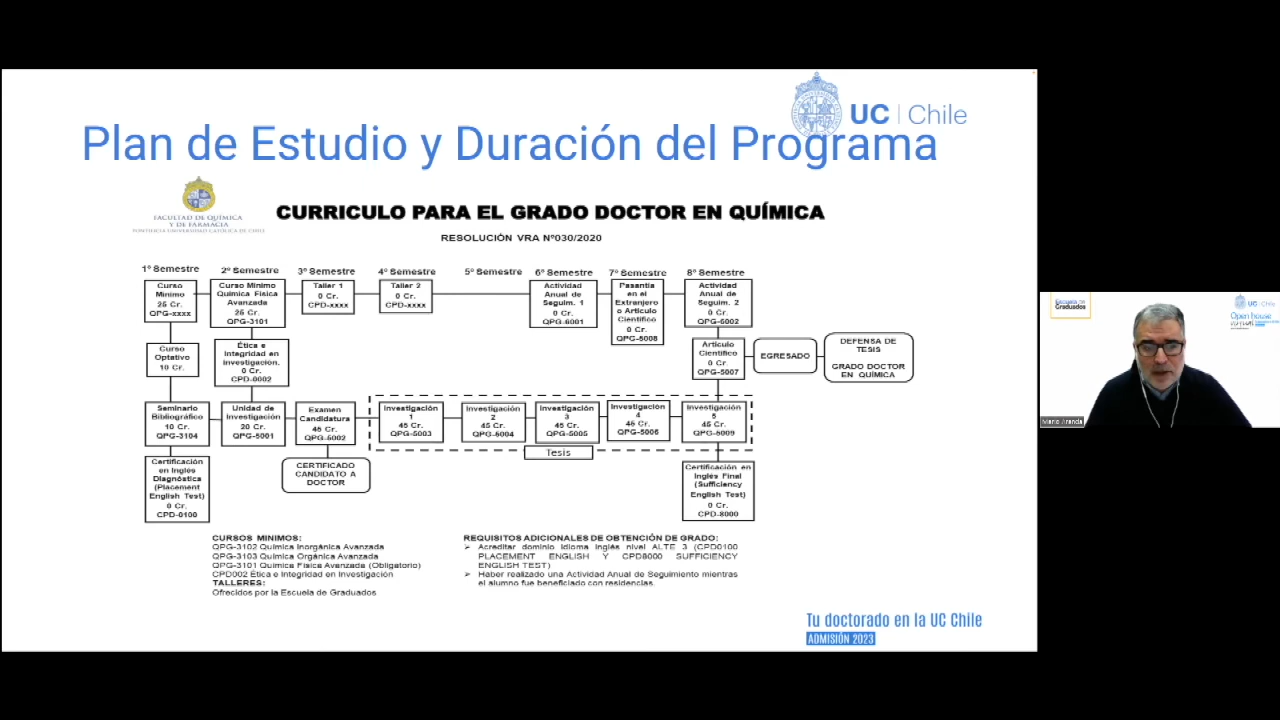 UC | Chile
Plan de Estudio y Duración del Programa
FACULTAD DE QUÍMICA
Y DE FARMACIA
PONTIFICIA UNIVERSIDAD CATÓLICA DE CHILE
CURRICULO PARA EL GRADO DOCTOR EN QUÍMICA
RESOLUCIÓN VRA Nº030/2020
1º Semestre
2º Semestre
3º Semestre
4º Semestre
5º Semestre
6º Semestre
7º Semestre
8º Semestre
Curso
Mínimo
25 Cr.
QPG-xxxx
Curso Mínimo
Química Física
Avanzada
25 Cr.
QPG-3101
Taller 1
0 Cr.
CPD-xxxx
Taller 2
0 Cr.
CPD-xxxx
Actividad
Anual de
Seguim. 1
0 Cr.
QPG-6001
Pasantía
en el
Extranjero
o Artículo
Científico
0 Cr.
QPG-5008
Actividad
Anual de
Seguim. 2
0 Cr.
QPG-6002
Curso
Optativo
10 Cr.
Ética e
Integridad en
Investigación.
0 Cr.
CPD-0002
Artículo
Científico
0 Cr.
QPG-5007
EGRESADO
DEFENSA DE
TESIS
GRADO DOCTOR
EN QUÍMICA
Seminario
Bibliográfico
10 Cr.
QPG-3104
Unidad de
Investigación
20 Cr.
QPG-5001
Examen
Candidatura
45 Cr.
QPG-5002
Investigación
1
45 Cr.
QPG-5003
Investigación
2
45 Cr.
QPG-5004
Investigación
3
45 Cr.
QPG-5005
Investigación
4
45 Cr.
QPG-5006
Investigación
5
45 Cr.
QPG-5009
Tesis
Certificación
en Inglés
Diagnóstica
(Placement
English Test)
0 Cr.
CPD-0100
CERTIFICADO
CANDIDATO A
DOCTOR
Certificación en
Inglés Final
(Sufficiency
English Test)
0 Cr.
CPD-8000
CURSOS MINIMOS:
QPG-3102 Química Inorgánica Avanzada
QPG-3103 Química Orgánica Avanzada
QPG-3101 Química Física Avanzada (Obligatorio)
CPD002 Ética e Integridad en Investigación
TALLERES:
Ofrecidos por la Escuela de Graduados
REQUISITOS ADICIONALES DE OBTENCIÓN DE GRADO:
➢ Acreditar dominio Idioma Inglés nivel ALTE 3 (CPD0100
PLACEMENT ENGLISH Y CPD8000 SUFFICIENCY
ENGLISH TEST)
➢ Haber realizado una Actividad Anual de Seguimiento mientras
el alumno fue beneficiado con residencias.
Tu doctorado en la UC Chile
ADMISIÓN 2023
Graduados
UC | Chile
Open house
Mario Aranda